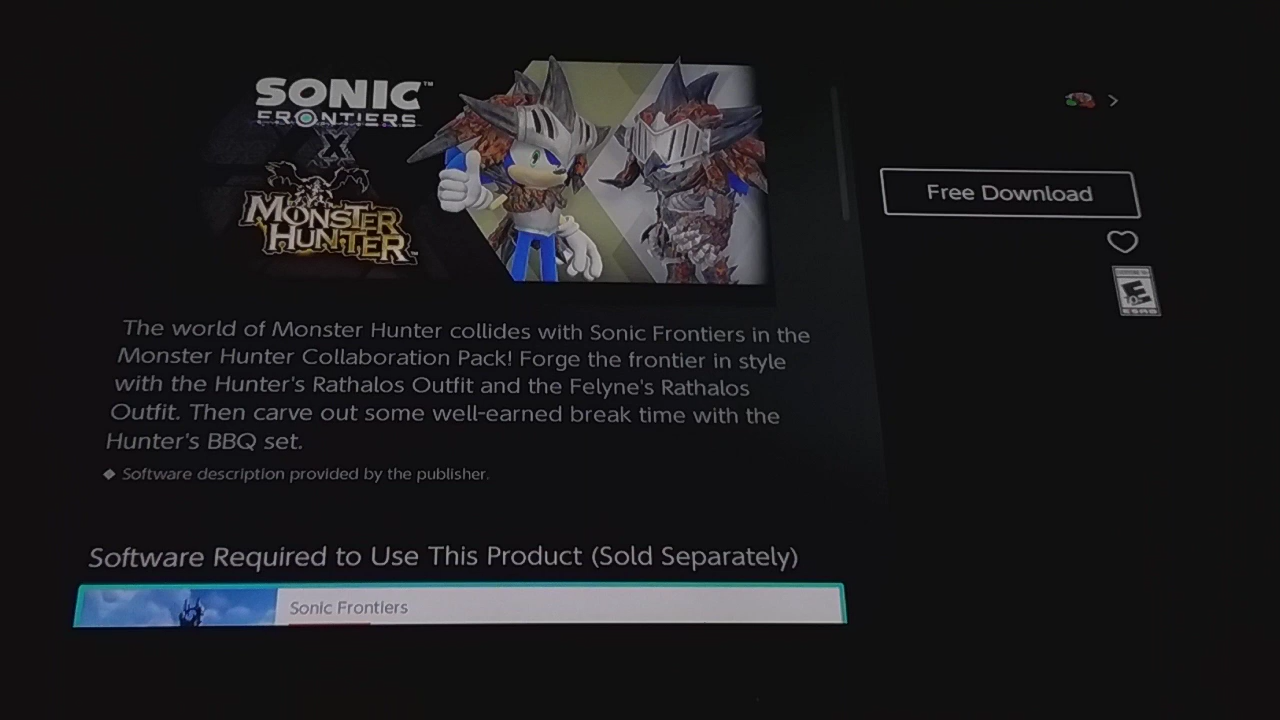 SONIC™
FRONTIERS
X
MONSTER
HUNTER™
Free Download
The world of Monster Hunter collides with Sonic Frontiers in the
Monster Hunter Collaboration Pack! Forge the frontier in style
with the Hunter's Rathalos Outfit and the Felyne's Rathalos
Outfit. Then carve out some well-earned break time with the
Hunter's BBQ set.
◆ Software description provided by the publisher.
Software Required to Use This Product (Sold Separately)
Sonic Frontiers
E
ESRB